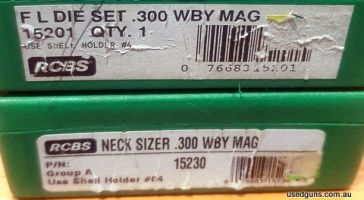 F L DIE SET .300 WBY MAG
15201 QTY. 1
USE SHELL HOLDER #4
RCBS
0 76683 15201
RCBS NECK SIZER .300 WBY MAG
P/N: 15230
Group A
Use Shell Holder #04
© usedguns.com.au